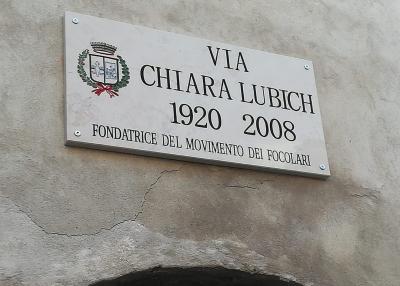 VIA
CHIARA LUBICH
1920 2008
FONDATRICE DEL MOVIMENTO DEI FOCOLARI